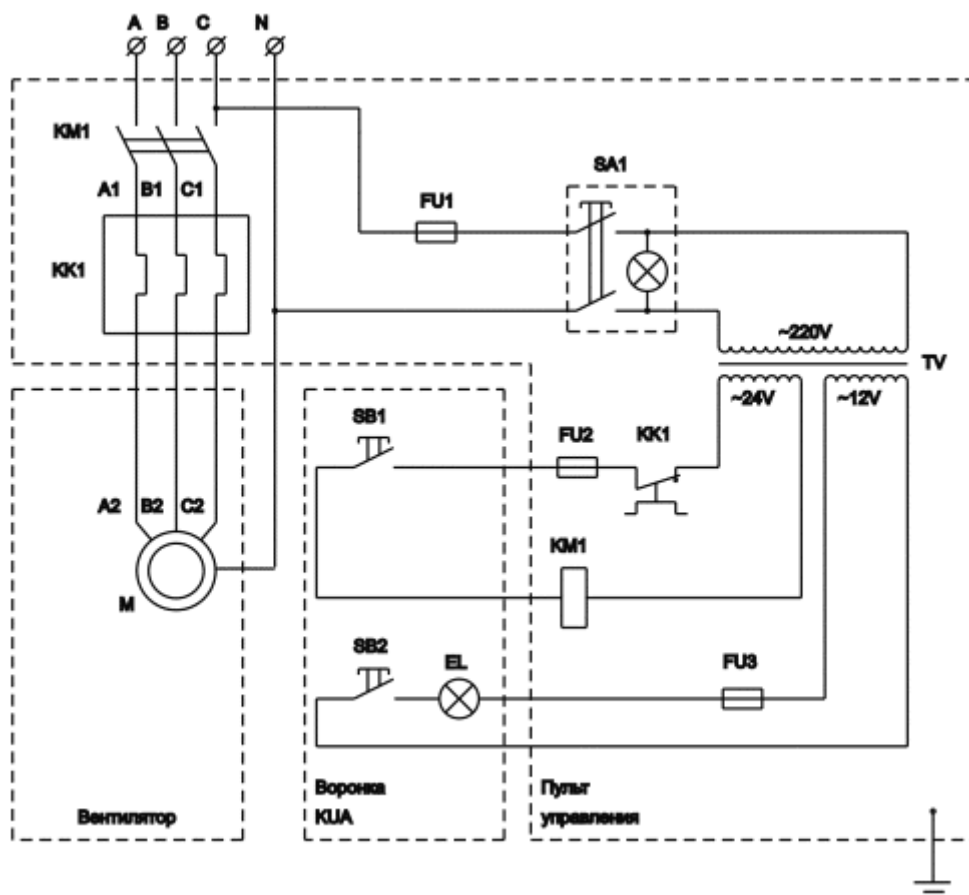 A B C N
KM1
SA1
A1 B1 C1
FU1
KK1
~220V
TV
~24V ~12V
SB1
FU2 KK1
A2 B2 C2
KM1
M
SB2 EL
FU3
Вентилятор
Воронка
KUA
Пульт
управления